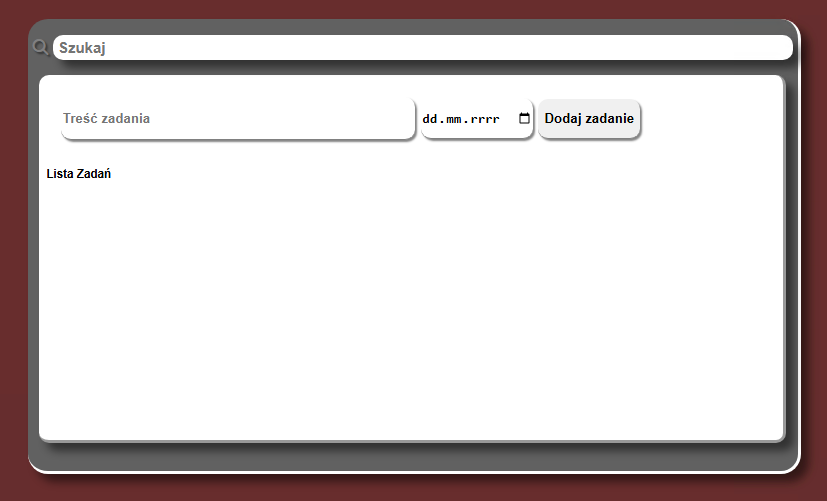 Szukaj
Treść zadania dd.mm.rrrr Dodaj zadanie
Lista Zadań